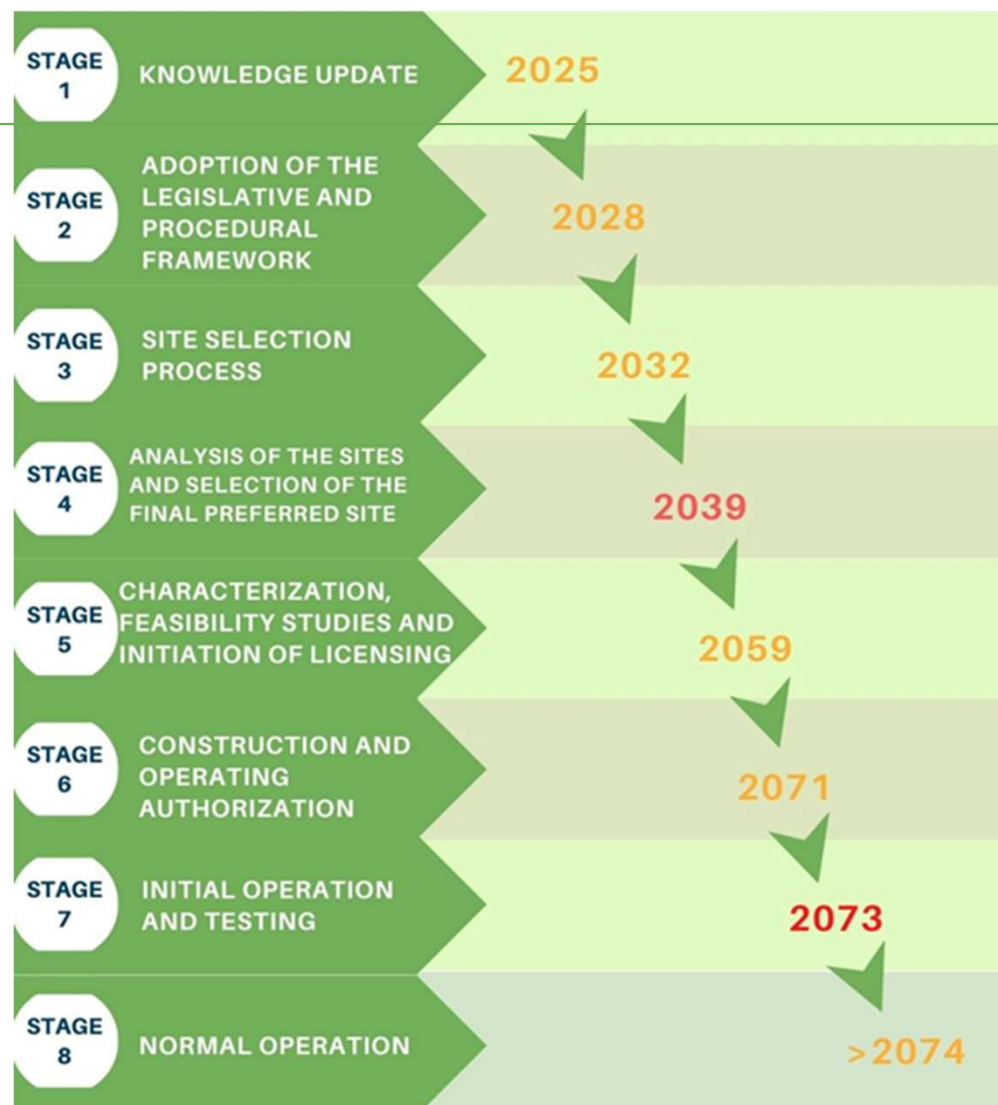 STAGE
1
KNOWLEDGE UPDATE
2025
STAGE
2
ADOPTION OF THE
LEGISLATIVE AND
PROCEDURAL
FRAMEWORK
2028
STAGE
3
SITE SELECTION
PROCESS
2032
STAGE
4
ANALYSIS OF THE SITES
AND SELECTION OF THE
FINAL PREFERRED SITE
2039
STAGE
5
CHARACTERIZATION,
FEASIBILITY STUDIES AND
INITIATION OF LICENSING
2059
STAGE
6
CONSTRUCTION AND
OPERATING
AUTHORIZATION
2071
STAGE
7
INITIAL OPERATION
AND TESTING
2073
STAGE
8
NORMAL OPERATION
>2074